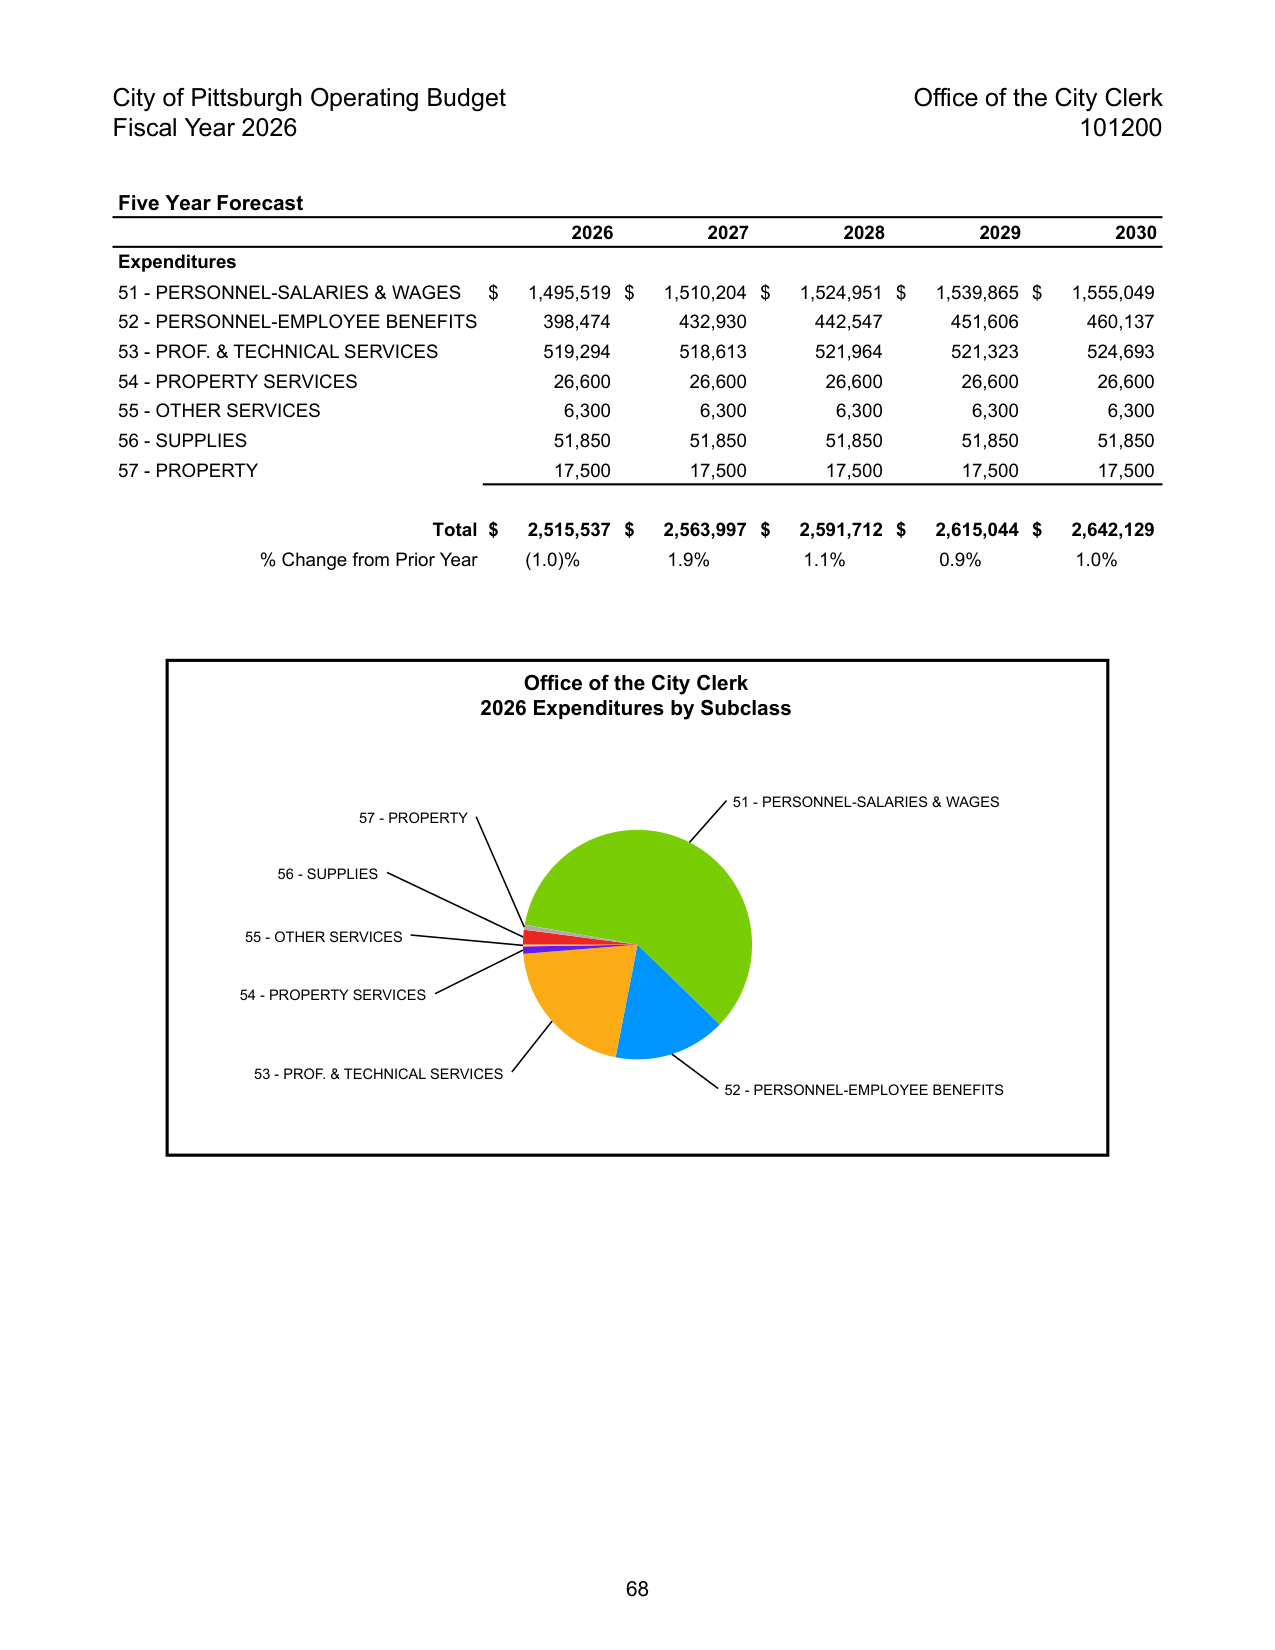 City of Pittsburgh Operating Budget Office of the City Clerk
Fiscal Year 2026 101200
Five Year Forecast
2026 2027 2028 2029 2030
Expenditures
51 - PERSONNEL-SALARIES & WAGES $ 1,495,519 $ 1,510,204 $ 1,524,951 $ 1,539,865 $ 1,555,049
52 - PERSONNEL-EMPLOYEE BENEFITS 398,474 432,930 442,547 451,606 460,137
53 - PROF. & TECHNICAL SERVICES 519,294 518,613 521,964 521,323 524,693
54 - PROPERTY SERVICES 26,600 26,600 26,600 26,600 26,600
55 - OTHER SERVICES 6,300 6,300 6,300 6,300 6,300
56 - SUPPLIES 51,850 51,850 51,850 51,850 51,850
57 - PROPERTY 17,500 17,500 17,500 17,500 17,500
Total $ 2,515,537 $ 2,563,997 $ 2,591,712 $ 2,615,044 $ 2,642,129
% Change from Prior Year (1.0)% 1.9% 1.1% 0.9% 1.0%
Office of the City Clerk
2026 Expenditures by Subclass
51 - PERSONNEL-SALARIES & WAGES
57 - PROPERTY
56 - SUPPLIES
55 - OTHER SERVICES
54 - PROPERTY SERVICES
53 - PROF. & TECHNICAL SERVICES
52 - PERSONNEL-EMPLOYEE BENEFITS
68